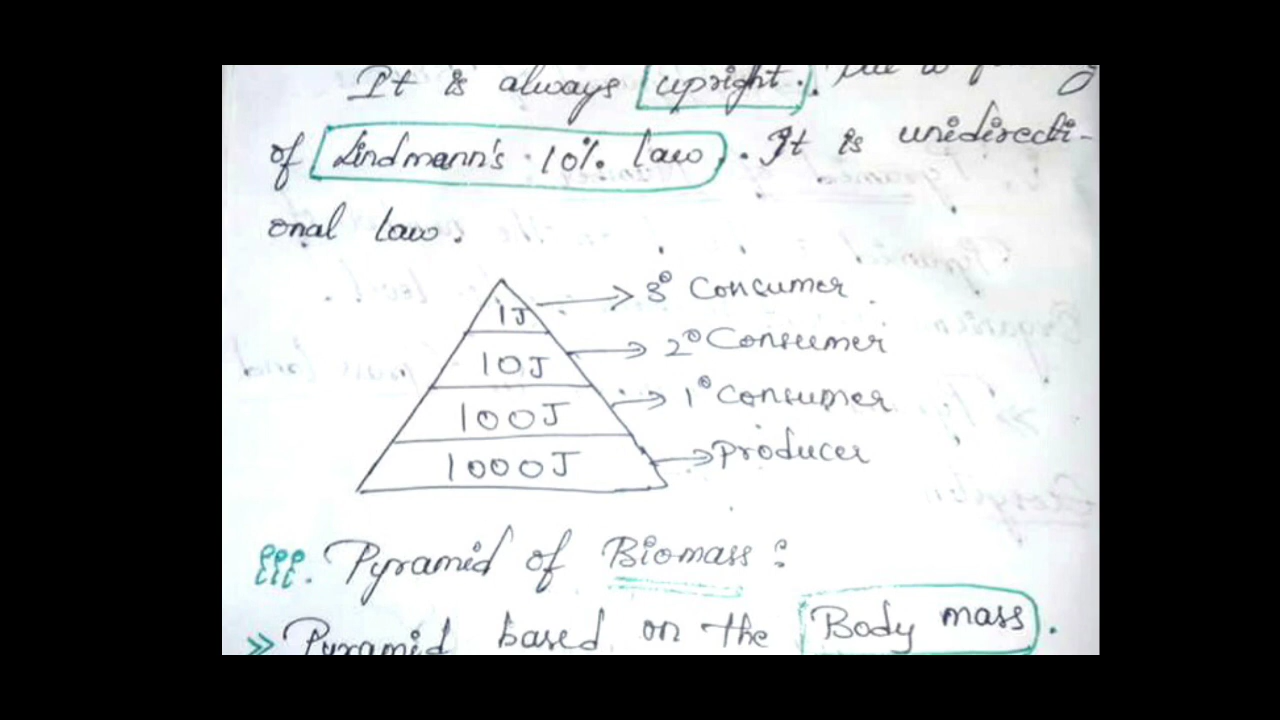 It is always upright.
of Lindmann's 10% law. It is unidirecti-
onal law.
1J → 3° Consumer
10J → 2° Consumer
100J → 1° Consumer
1000J → Producer
iii. Pyramid of Biomass :
» Pyramid based on the Body mass.